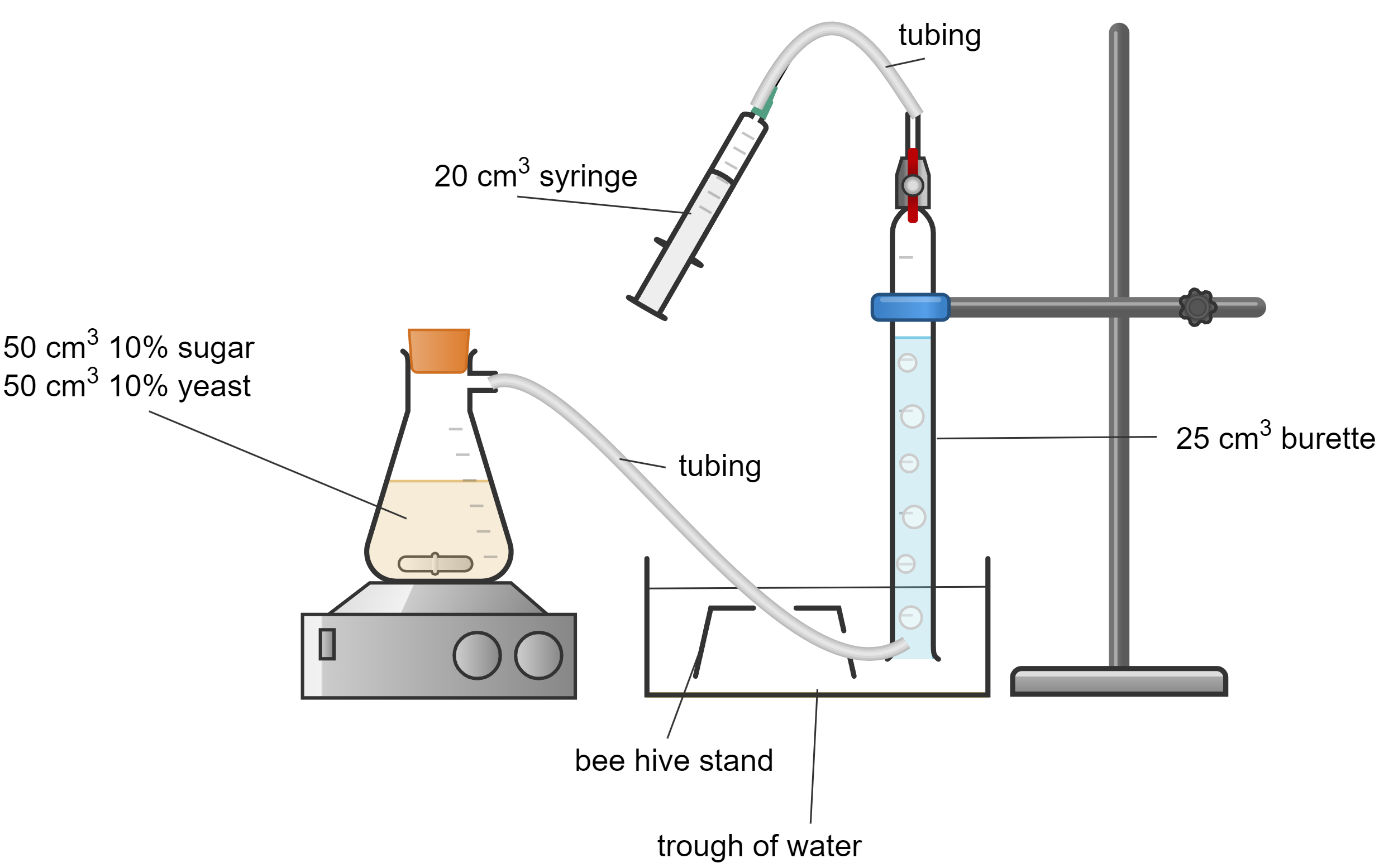 tubing
20 cm³ syringe
50 cm³ 10% sugar
50 cm³ 10% yeast
25 cm³ burette
tubing
bee hive stand
trough of water